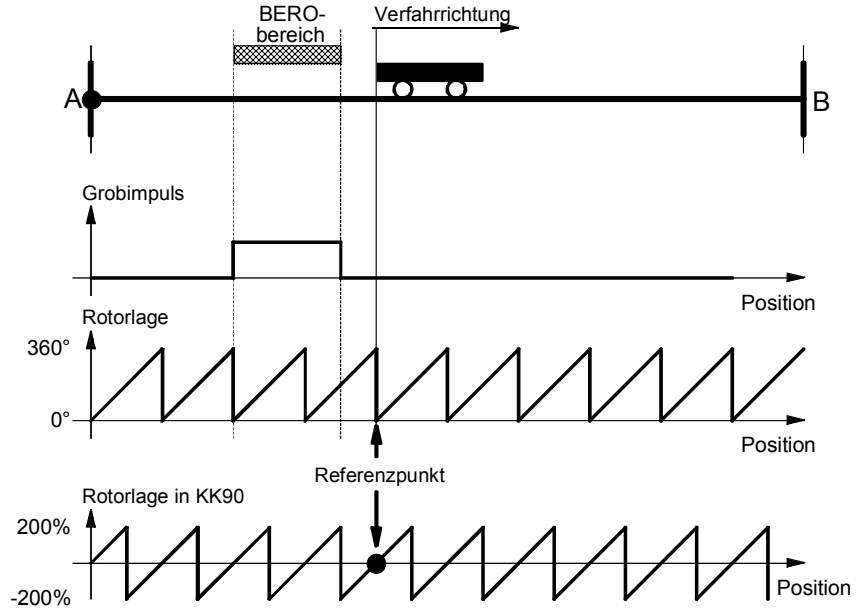 BERO-
bereich
Verfahrrichtung
A
B
Grobimpuls
Position
Rotorlage
360°
0°
Position
Referenzpunkt
Rotorlage in KK90
200%
-200%
Position